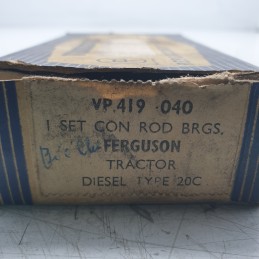 VP.419 .040
1 SET CON ROD BRGS.
FERGUSON
TRACTOR
DIESEL TYPE 20C